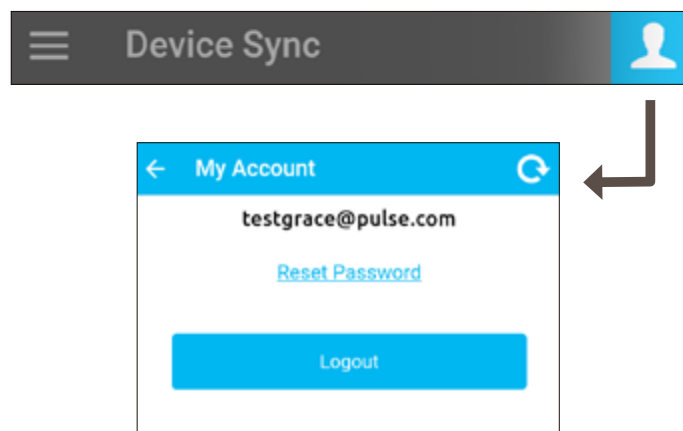 Device Sync
My Account
testgrace@pulse.com
Reset Password
Logout